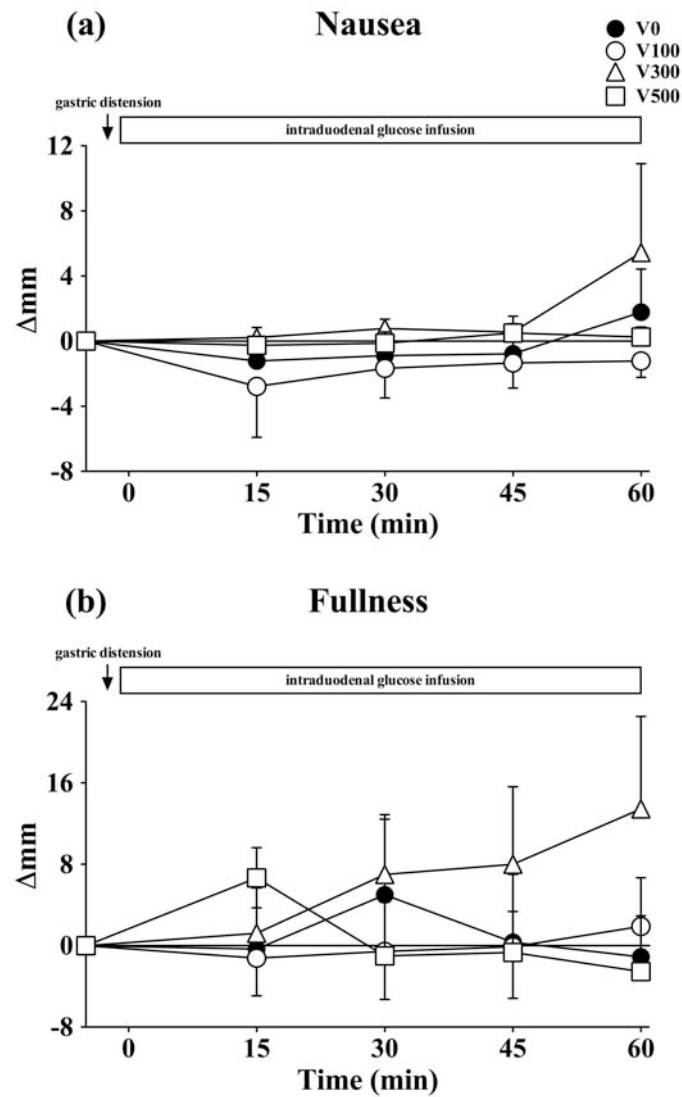 (a) Nausea
V0
V100
V300
V500
gastric distension
intraduodenal glucose infusion
12
8
4
0
-4
-8
Δmm
0 15 30 45 60
Time (min)
(b) Fullness
gastric distension
intraduodenal glucose infusion
24
16
8
0
-8
Δmm
0 15 30 45 60
Time (min)